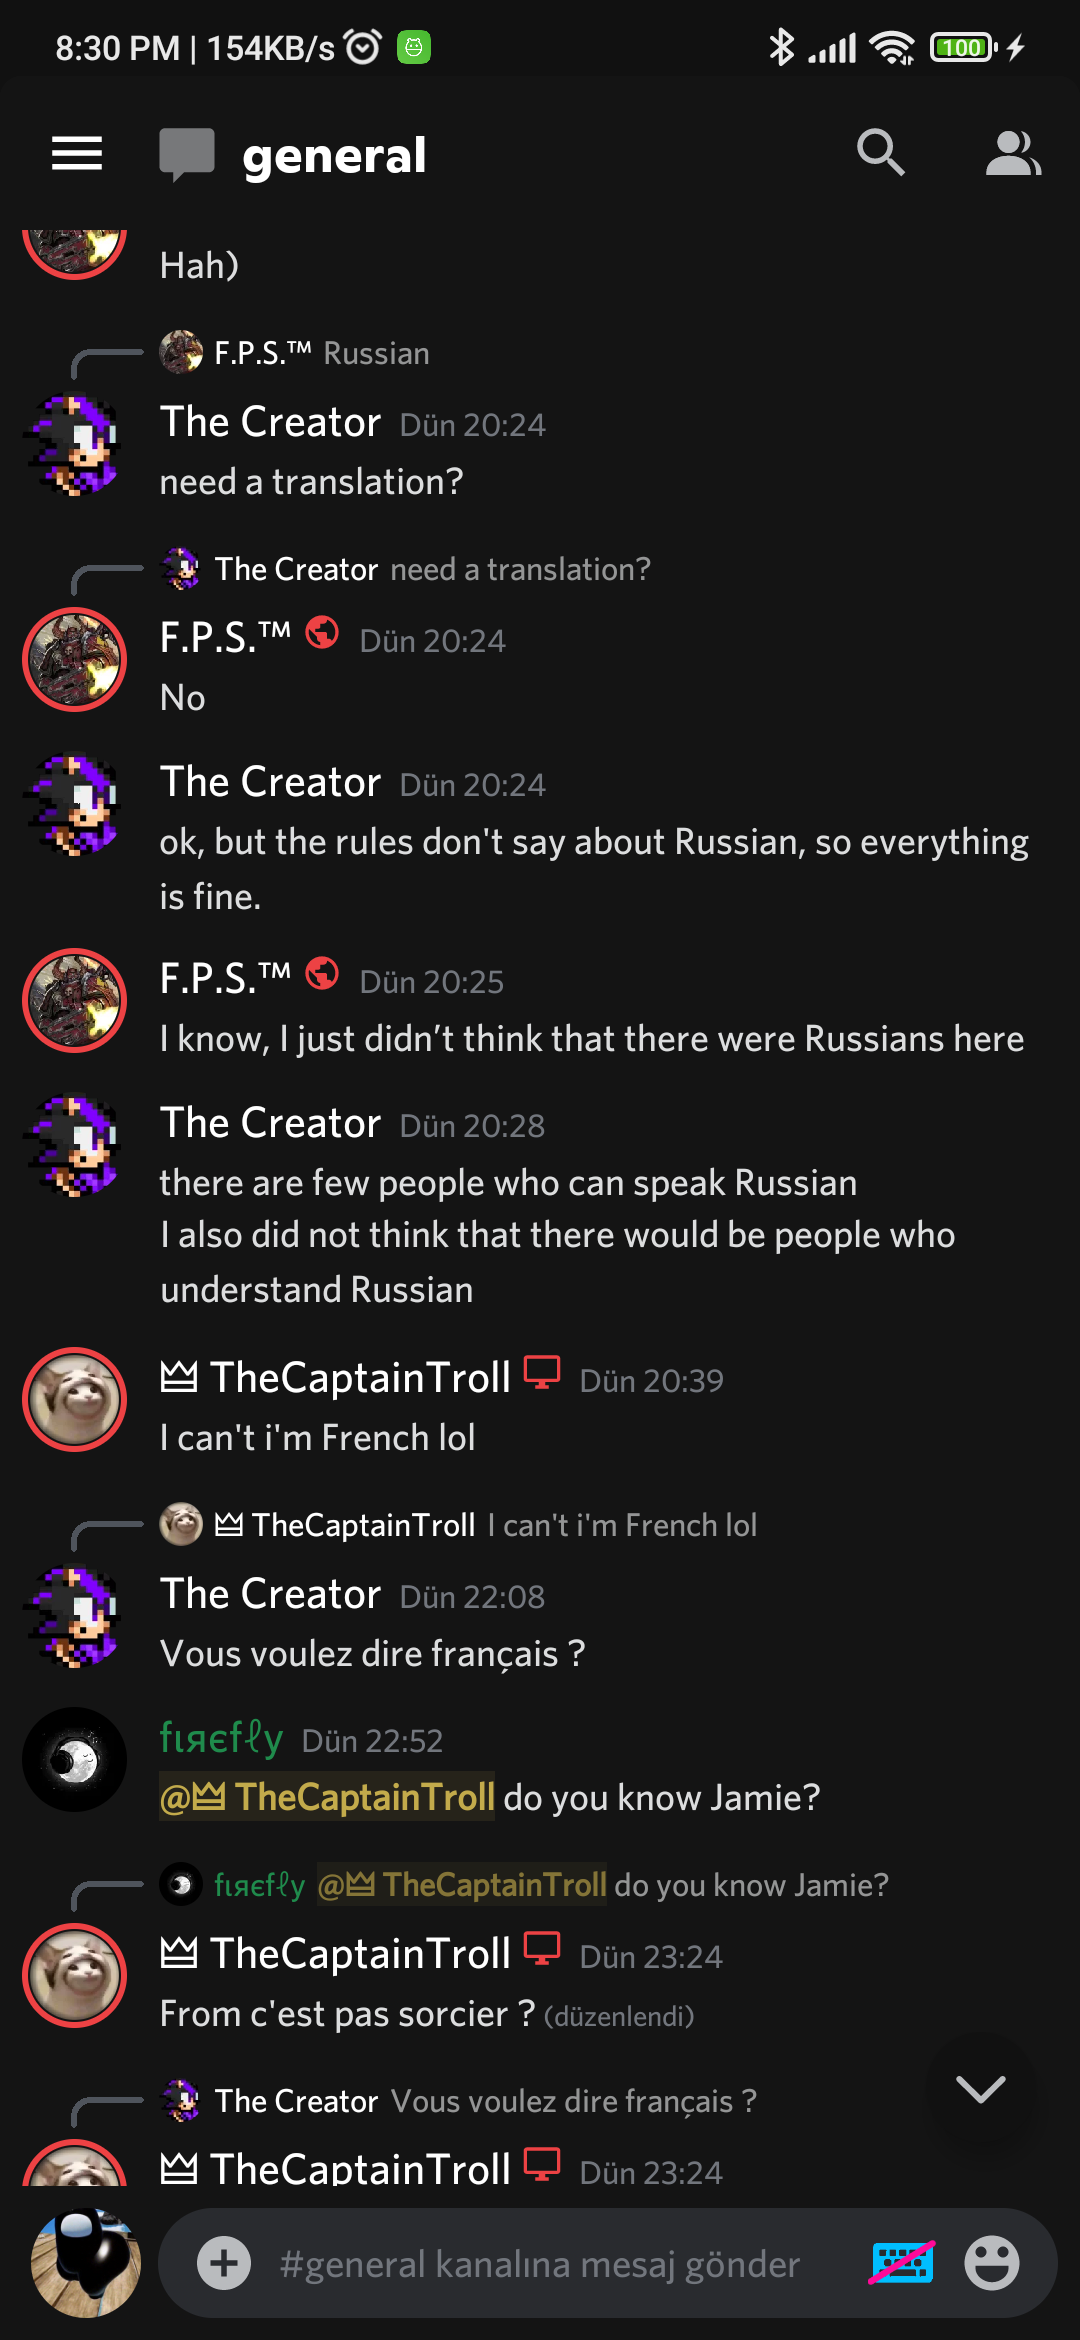 8:30 PM | 154KB/s
100
general
Hah)
F.P.S.™ Russian
The Creator Dün 20:24
need a translation?
The Creator need a translation?
F.P.S.™ Dün 20:24
No
The Creator Dün 20:24
ok, but the rules don't say about Russian, so everything
is fine.
F.P.S.™ Dün 20:25
I know, I just didn’t think that there were Russians here
The Creator Dün 20:28
there are few people who can speak Russian
I also did not think that there would be people who
understand Russian
TheCaptainTroll Dün 20:39
I can't i'm French lol
TheCaptainTroll I can't i'm French lol
The Creator Dün 22:08
Vous voulez dire français ?
fιяєfℓy Dün 22:52
@TheCaptainTroll do you know Jamie?
fιяєfℓy @TheCaptainTroll do you know Jamie?
TheCaptainTroll Dün 23:24
From c'est pas sorcier ? (düzenlendi)
The Creator Vous voulez dire français ?
TheCaptainTroll Dün 23:24
#general kanalına mesaj gönder